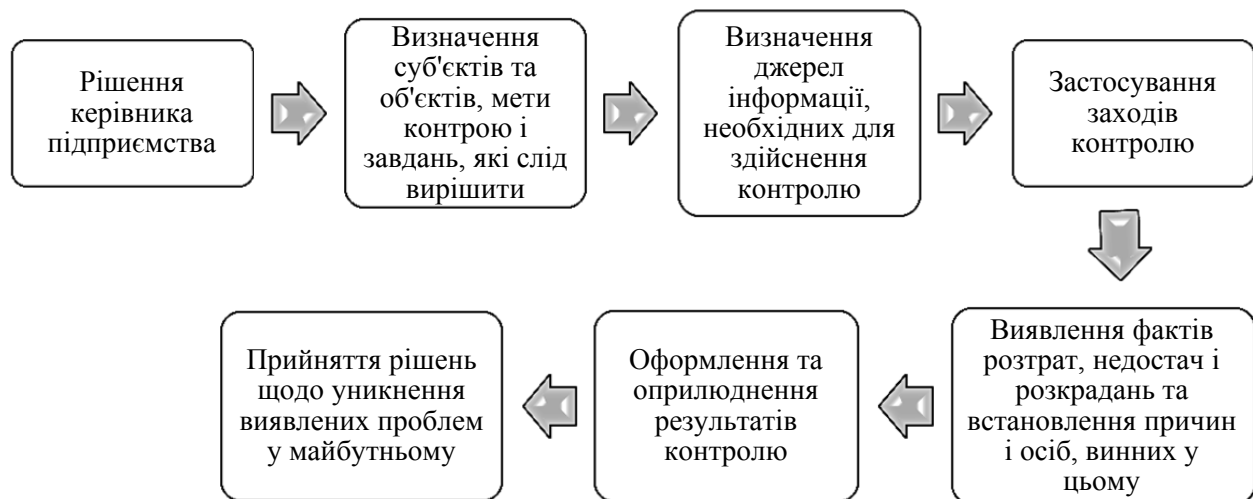 Рішення
керівника
підприємства
Визначення
суб'єктів та
об'єктів, мети
контрою і
завдань, які слід
вирішити
Визначення
джерел
інформації,
необхідних для
здійснення
контролю
Застосування
заходів
контролю
Виявлення фактів
розтрат, недостач і
розкрадань та
встановлення причин
і осіб, винних у
цьому
Оформлення та
оприлюднення
результатів
контролю
Прийняття рішень
щодо уникнення
виявлених проблем
у майбутньому